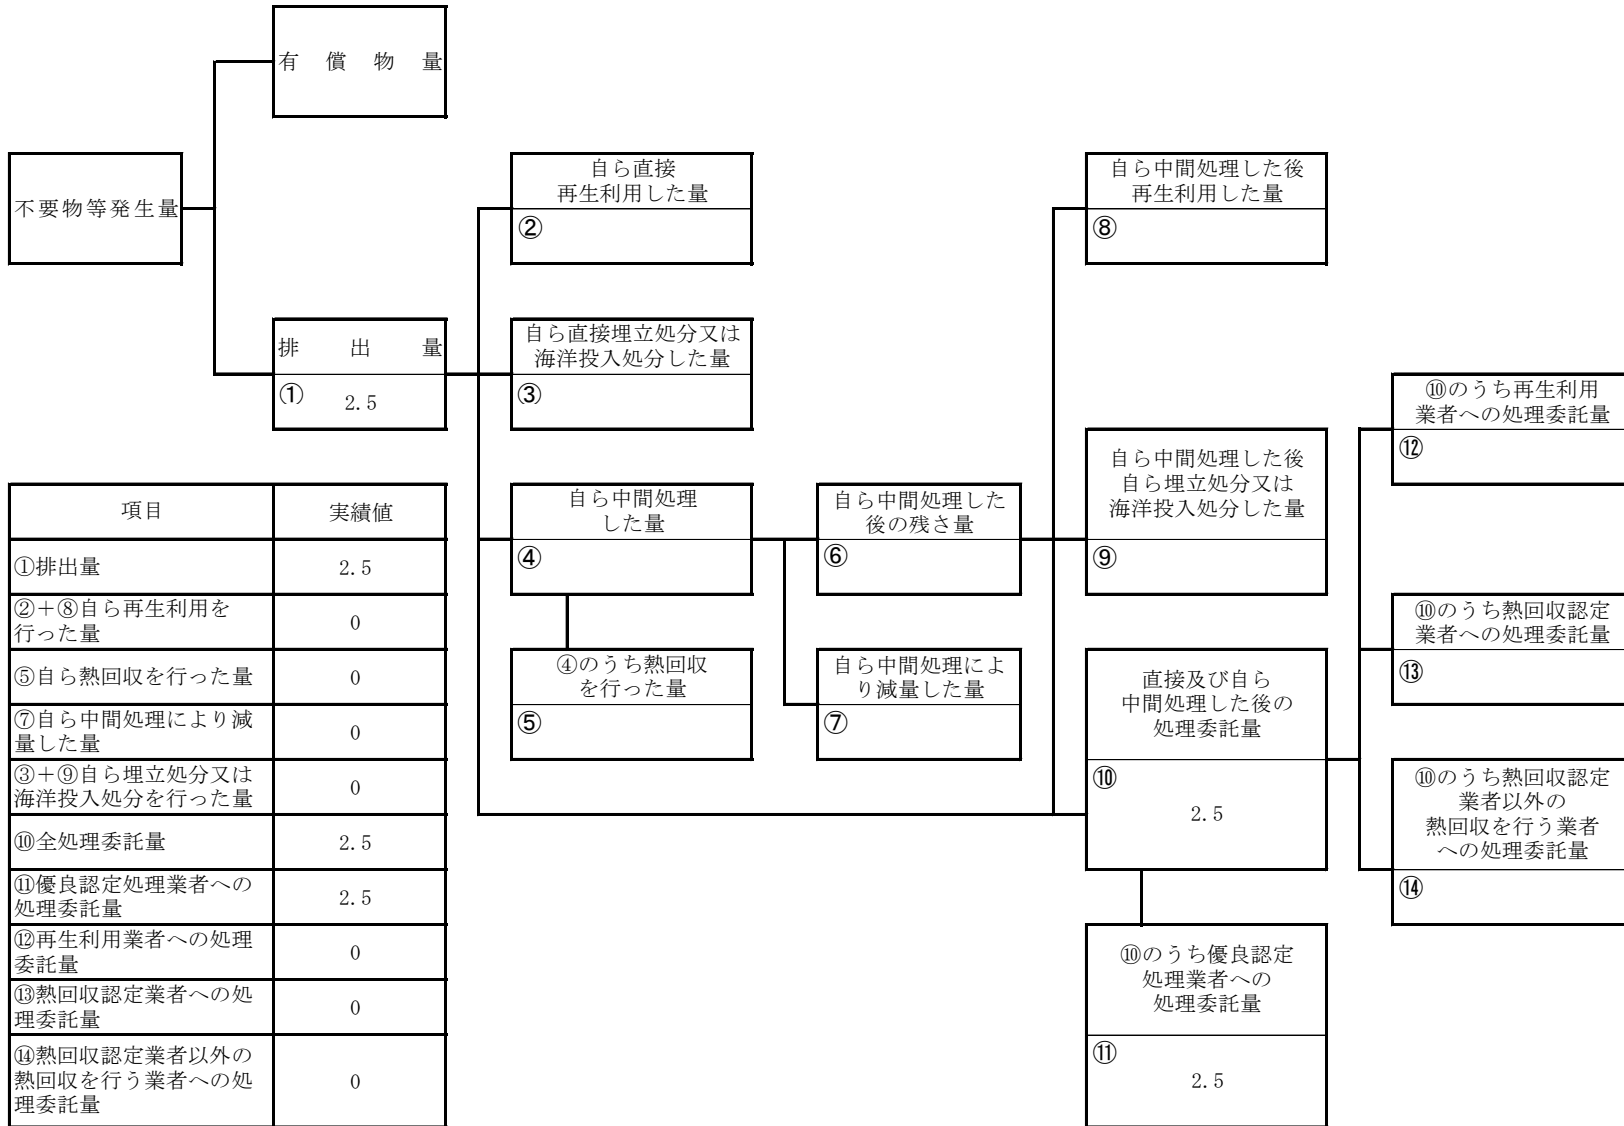 有償物量
不要物等発生量
自ら直接
再生利用した量
②
自ら中間処理した後
再生利用した量
⑧
排出量
① 2.5
自ら直接埋立処分又は
海洋投入処分した量
③
⑩のうち再生利用
業者への処理委託量
⑫
自ら中間処理
した量
④
自ら中間処理した
後の残さ量
⑥
自ら中間処理した後
自ら埋立処分又は
海洋投入処分した量
⑨
⑩のうち熱回収認定
業者への処理委託量
⑬
④のうち熱回収
を行った量
⑤
自ら中間処理によ
り減量した量
⑦
直接及び自ら
中間処理した後の
処理委託量
⑩
2.5
⑩のうち熱回収認定
業者以外の
熱回収を行う業者
への処理委託量
⑭
⑩のうち優良認定
処理業者への
処理委託量
⑪
2.5
項目 実績値
①排出量 2.5
②+⑧自ら再生利用を
行った量 0
⑤自ら熱回収を行った量 0
⑦自ら中間処理により減
量した量 0
③+⑨自ら埋立処分又は
海洋投入処分を行った量 0
⑩全処理委託量 2.5
⑪優良認定処理業者への
処理委託量 2.5
⑫再生利用業者への処理
委託量 0
⑬熱回収認定業者への処
理委託量 0
⑭熱回収認定業者以外の
熱回収を行う業者への処
理委託量 0